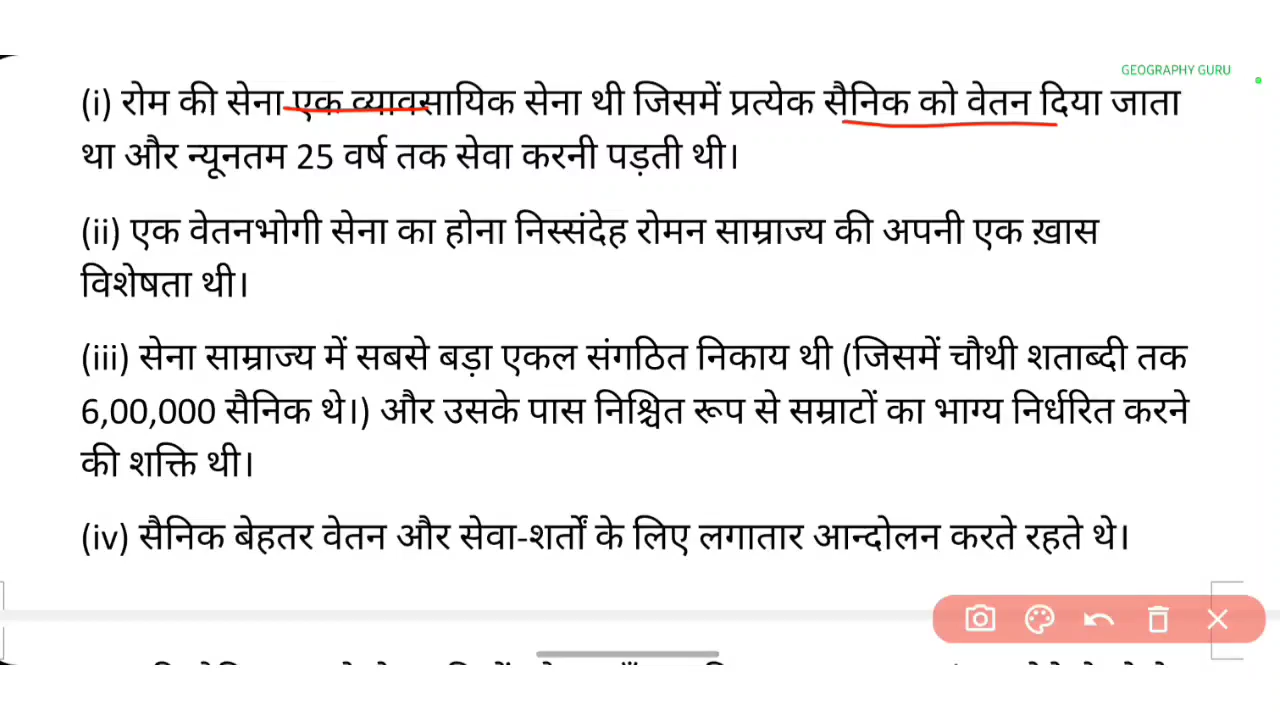 GEOGRAPHY GURU
(i) रोम की सेना एक व्यावसायिक सेना थी जिसमें प्रत्येक सैनिक को वेतन दिया जाता
था और न्यूनतम 25 वर्ष तक सेवा करनी पड़ती थी।
(ii) एक वेतनभोगी सेना का होना निस्संदेह रोमन साम्राज्य की अपनी एक ख़ास
विशेषता थी।
(iii) सेना साम्राज्य में सबसे बड़ा एकल संगठित निकाय थी (जिसमें चौथी शताब्दी तक
6,00,000 सैनिक थे।) और उसके पास निश्चित रूप से सम्राटों का भाग्य निर्धरित करने
की शक्ति थी।
(iv) सैनिक बेहतर वेतन और सेवा-शर्तों के लिए लगातार आन्दोलन करते रहते थे।